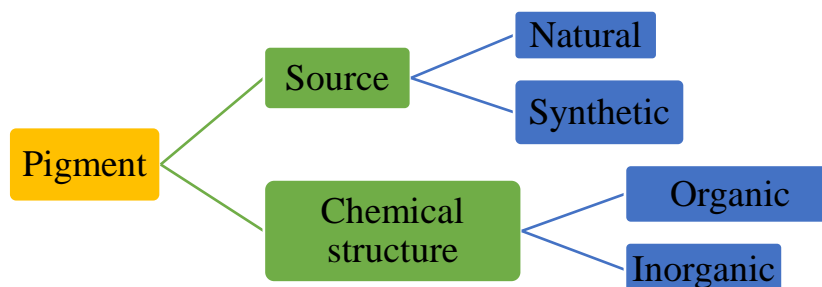 Natural
Source
Synthetic
Pigment
Chemical
structure
Organic
Inorganic